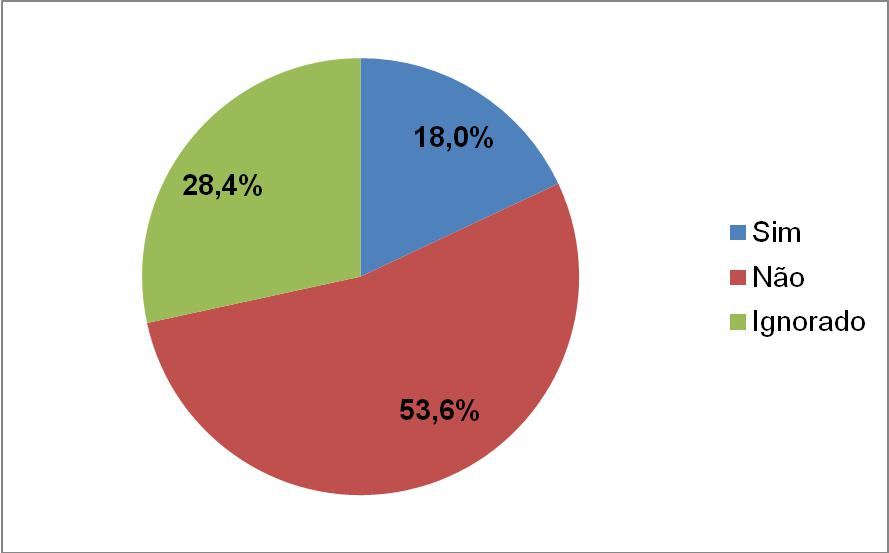 18,0%
28,4%
53,6%
Sim
Não
Ignorado